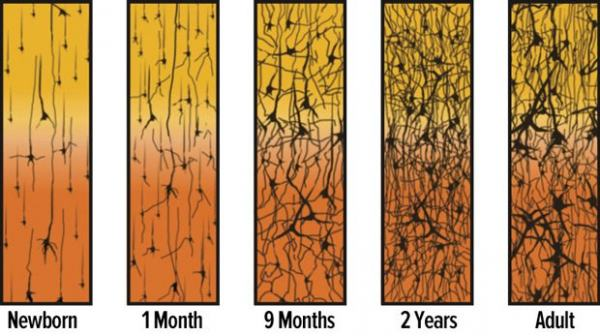 Newborn
1 Month
9 Months
2 Years
Adult